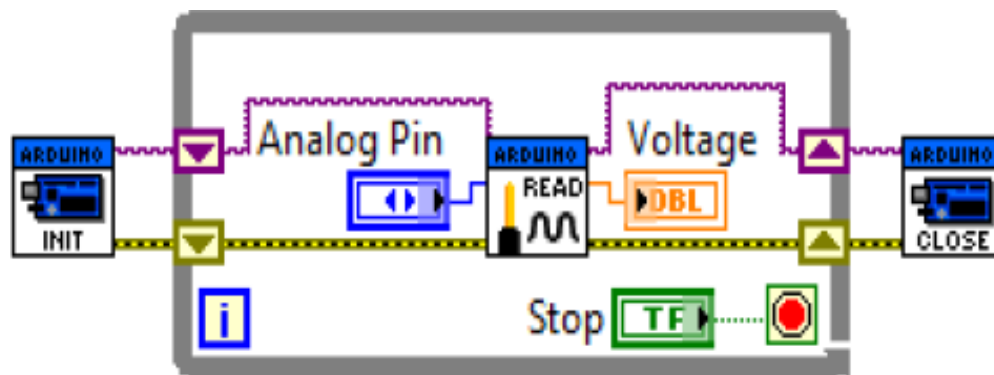 Analog Pin
Voltage
ARDUINO
INIT
ARDUINO
READ
DBL
ARDUINO
CLOSE
i
Stop
TF